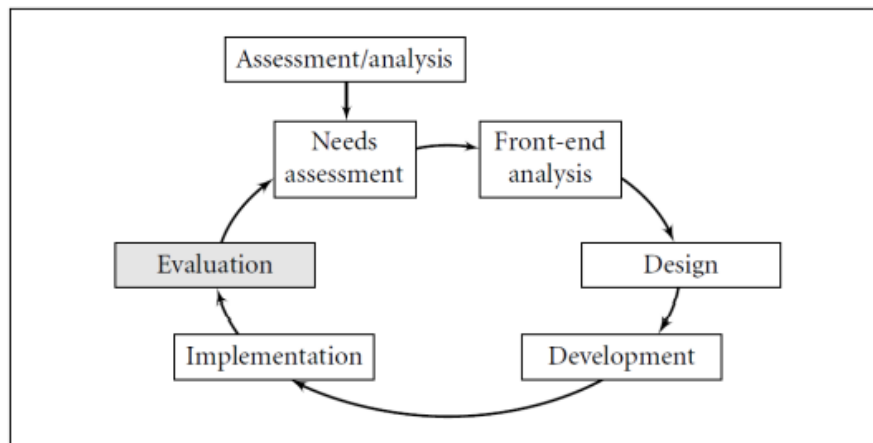 Assessment/analysis
Needs
assessment
Front-end
analysis
Evaluation
Design
Implementation
Development